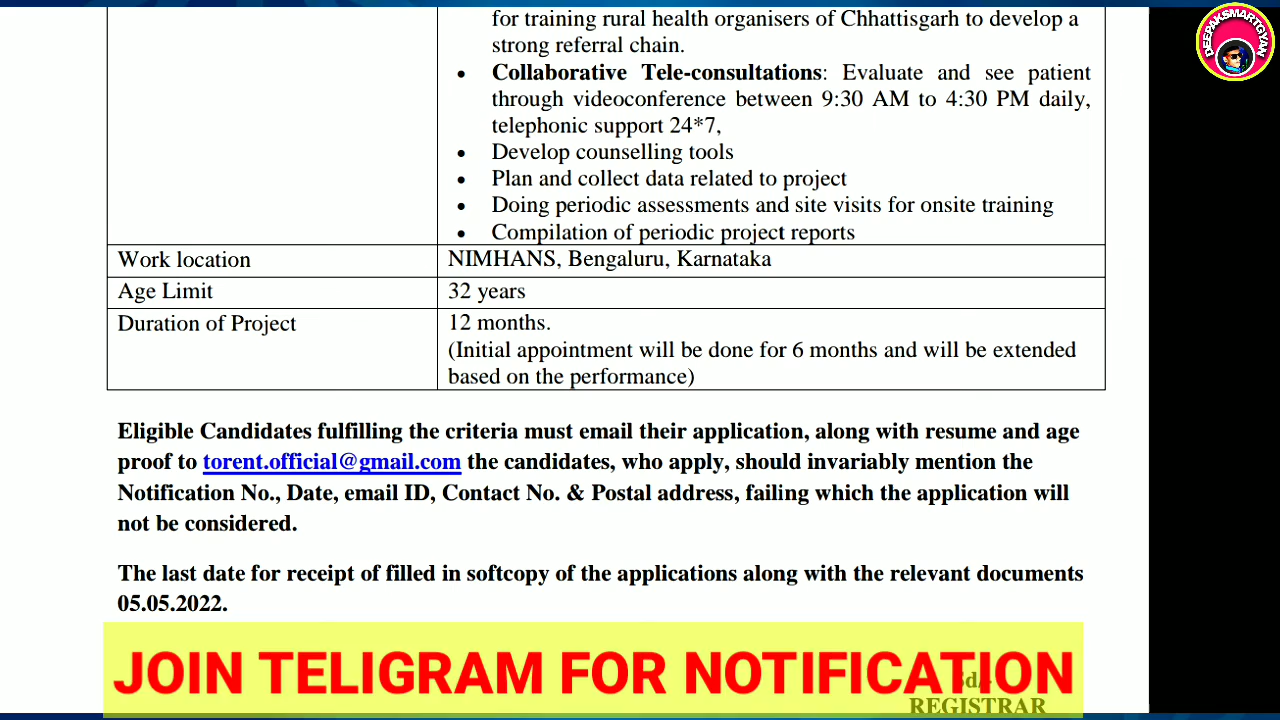 for training rural health organisers of Chhattisgarh to develop a
strong referral chain.
• Collaborative Tele-consultations: Evaluate and see patient
through videoconference between 9:30 AM to 4:30 PM daily,
telephonic support 24*7,
• Develop counselling tools
• Plan and collect data related to project
• Doing periodic assessments and site visits for onsite training
• Compilation of periodic project reports
Work location NIMHANS, Bengaluru, Karnataka
Age Limit 32 years
Duration of Project 12 months.
(Initial appointment will be done for 6 months and will be extended
based on the performance)
Eligible Candidates fulfilling the criteria must email their application, along with resume and age
proof to torent.official@gmail.com the candidates, who apply, should invariably mention the
Notification No., Date, email ID, Contact No. & Postal address, failing which the application will
not be considered.
The last date for receipt of filled in softcopy of the applications along with the relevant documents
05.05.2022.
JOIN TELIGRAM FOR NOTIFICATION
REGISTRAR
DEEPAKSMARTGYAN